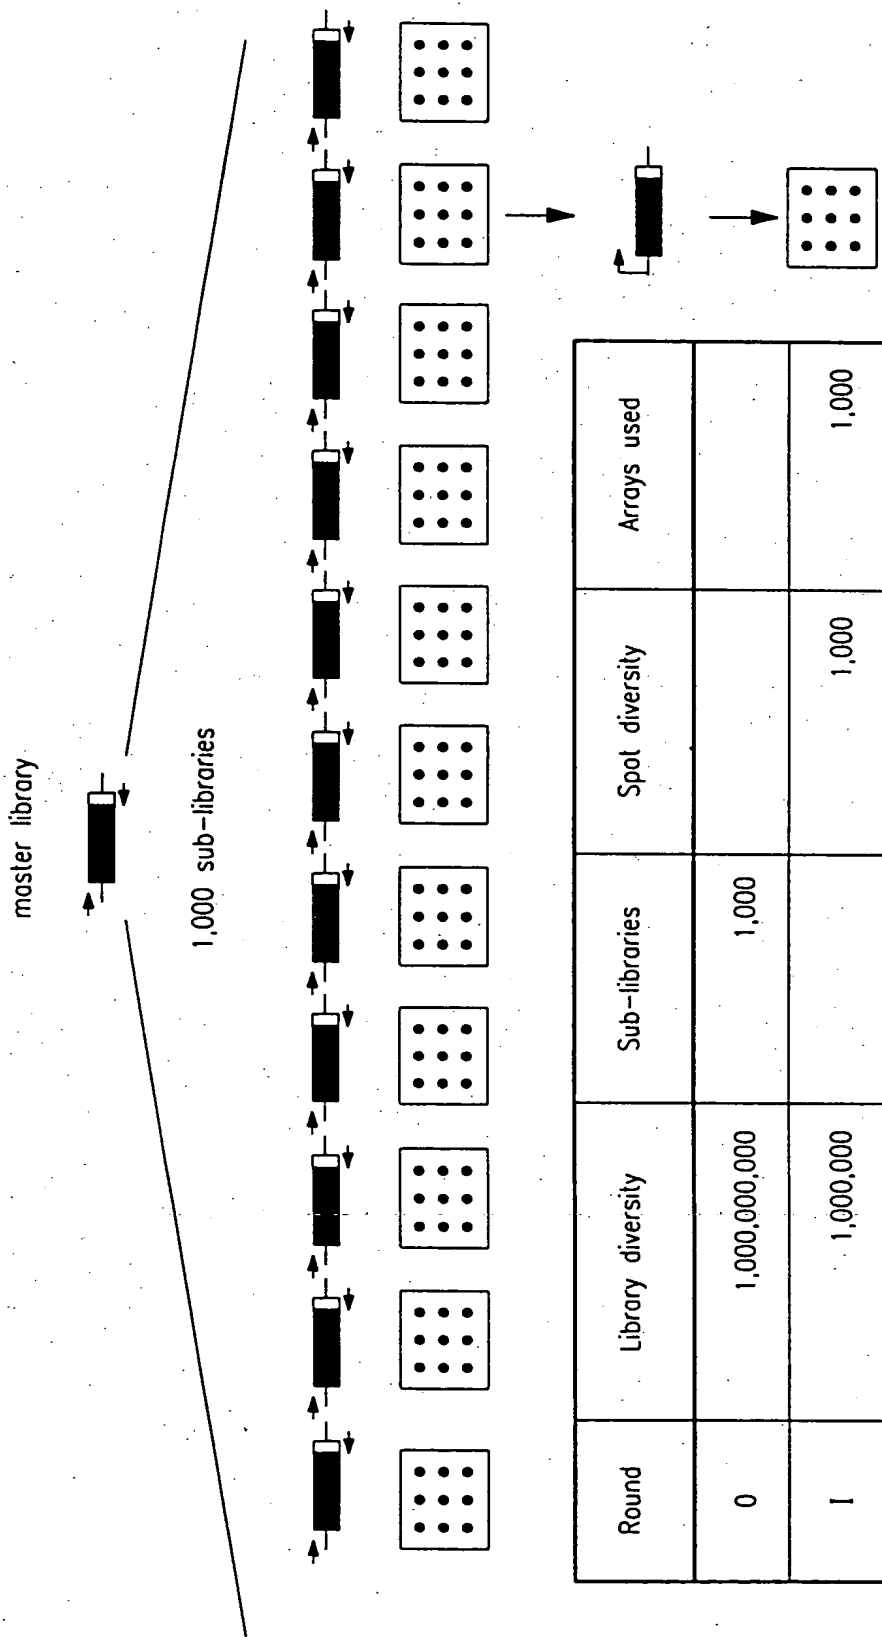 master library
1,000 sub-libraries
Round Library diversity Sub-libraries Spot diversity Arrays used
0 1,000,000,000 1,000
I 1,000,000 1,000 1,000